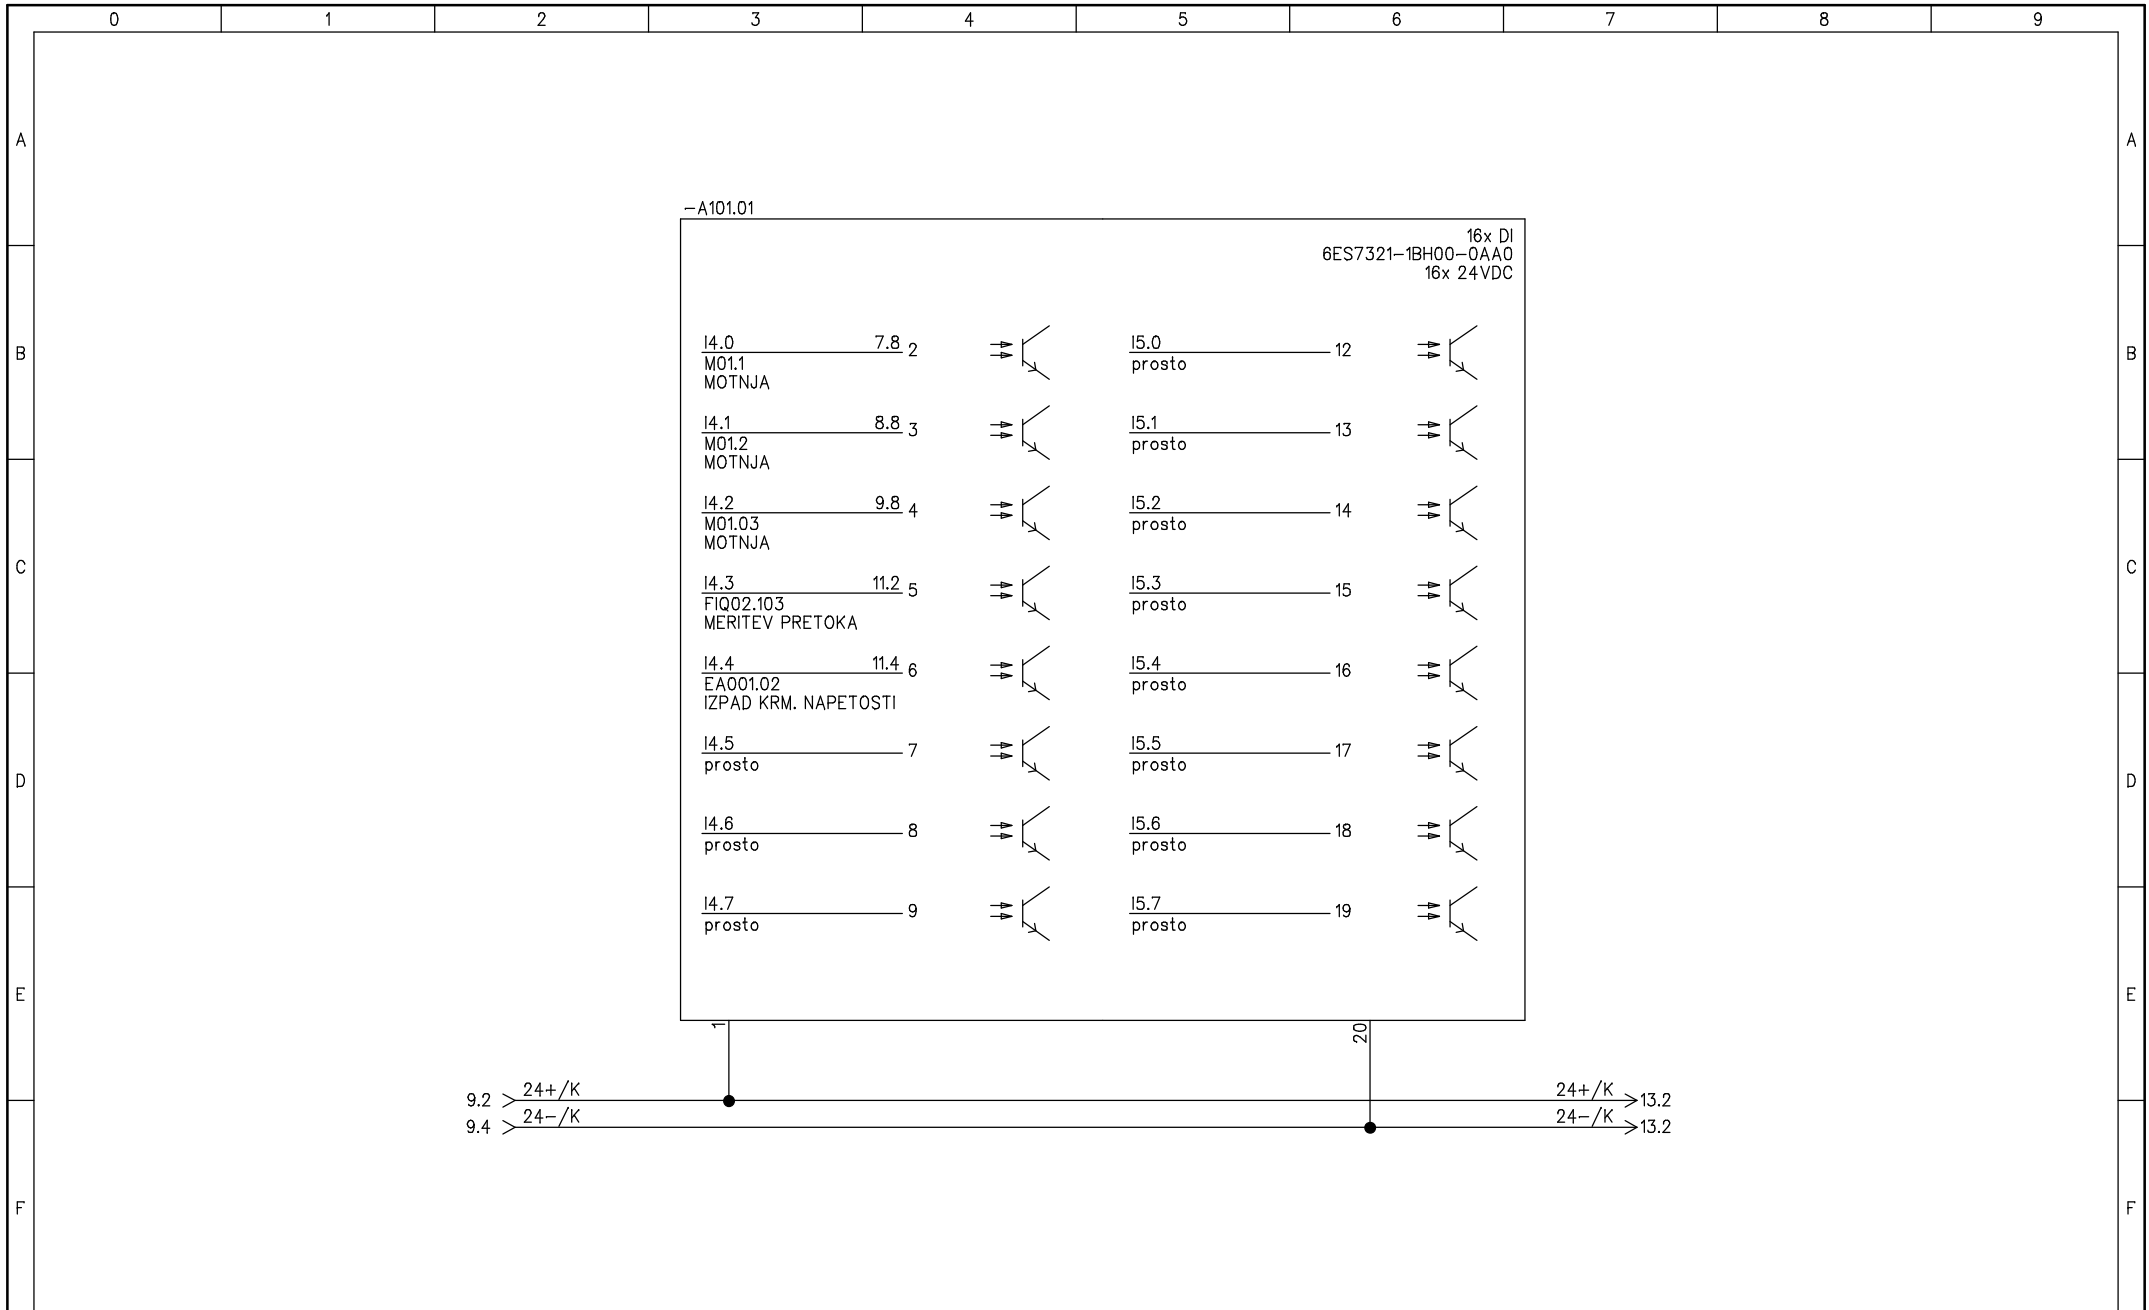 0 1 2 3 4 5 6 7 8 9
A A
-A101.01
16x DI
6ES7321-1BH00-0AA0
16x 24VDC
B B
I4.0 7.8 2
M01.1
MOTNJA
I5.0 12
prosto
I4.1 8.8 3
M01.2
MOTNJA
I5.1 13
prosto
I4.2 9.8 4
M01.03
MOTNJA
I5.2 14
prosto
C C
I4.3 11.2 5
FIQ02.103
MERITEV PRETOKA
I5.3 15
prosto
I4.4 11.4 6
EA001.02
IZPAD KRM. NAPETOSTI
I5.4 16
prosto
I4.5 7
prosto
I5.5 17
prosto
D D
I4.6 8
prosto
I5.6 18
prosto
I4.7 9
prosto
I5.7 19
prosto
E E
1 20
9.2 24+/K 24+/K 13.2
9.4 24-/K 24-/K 13.2
F F